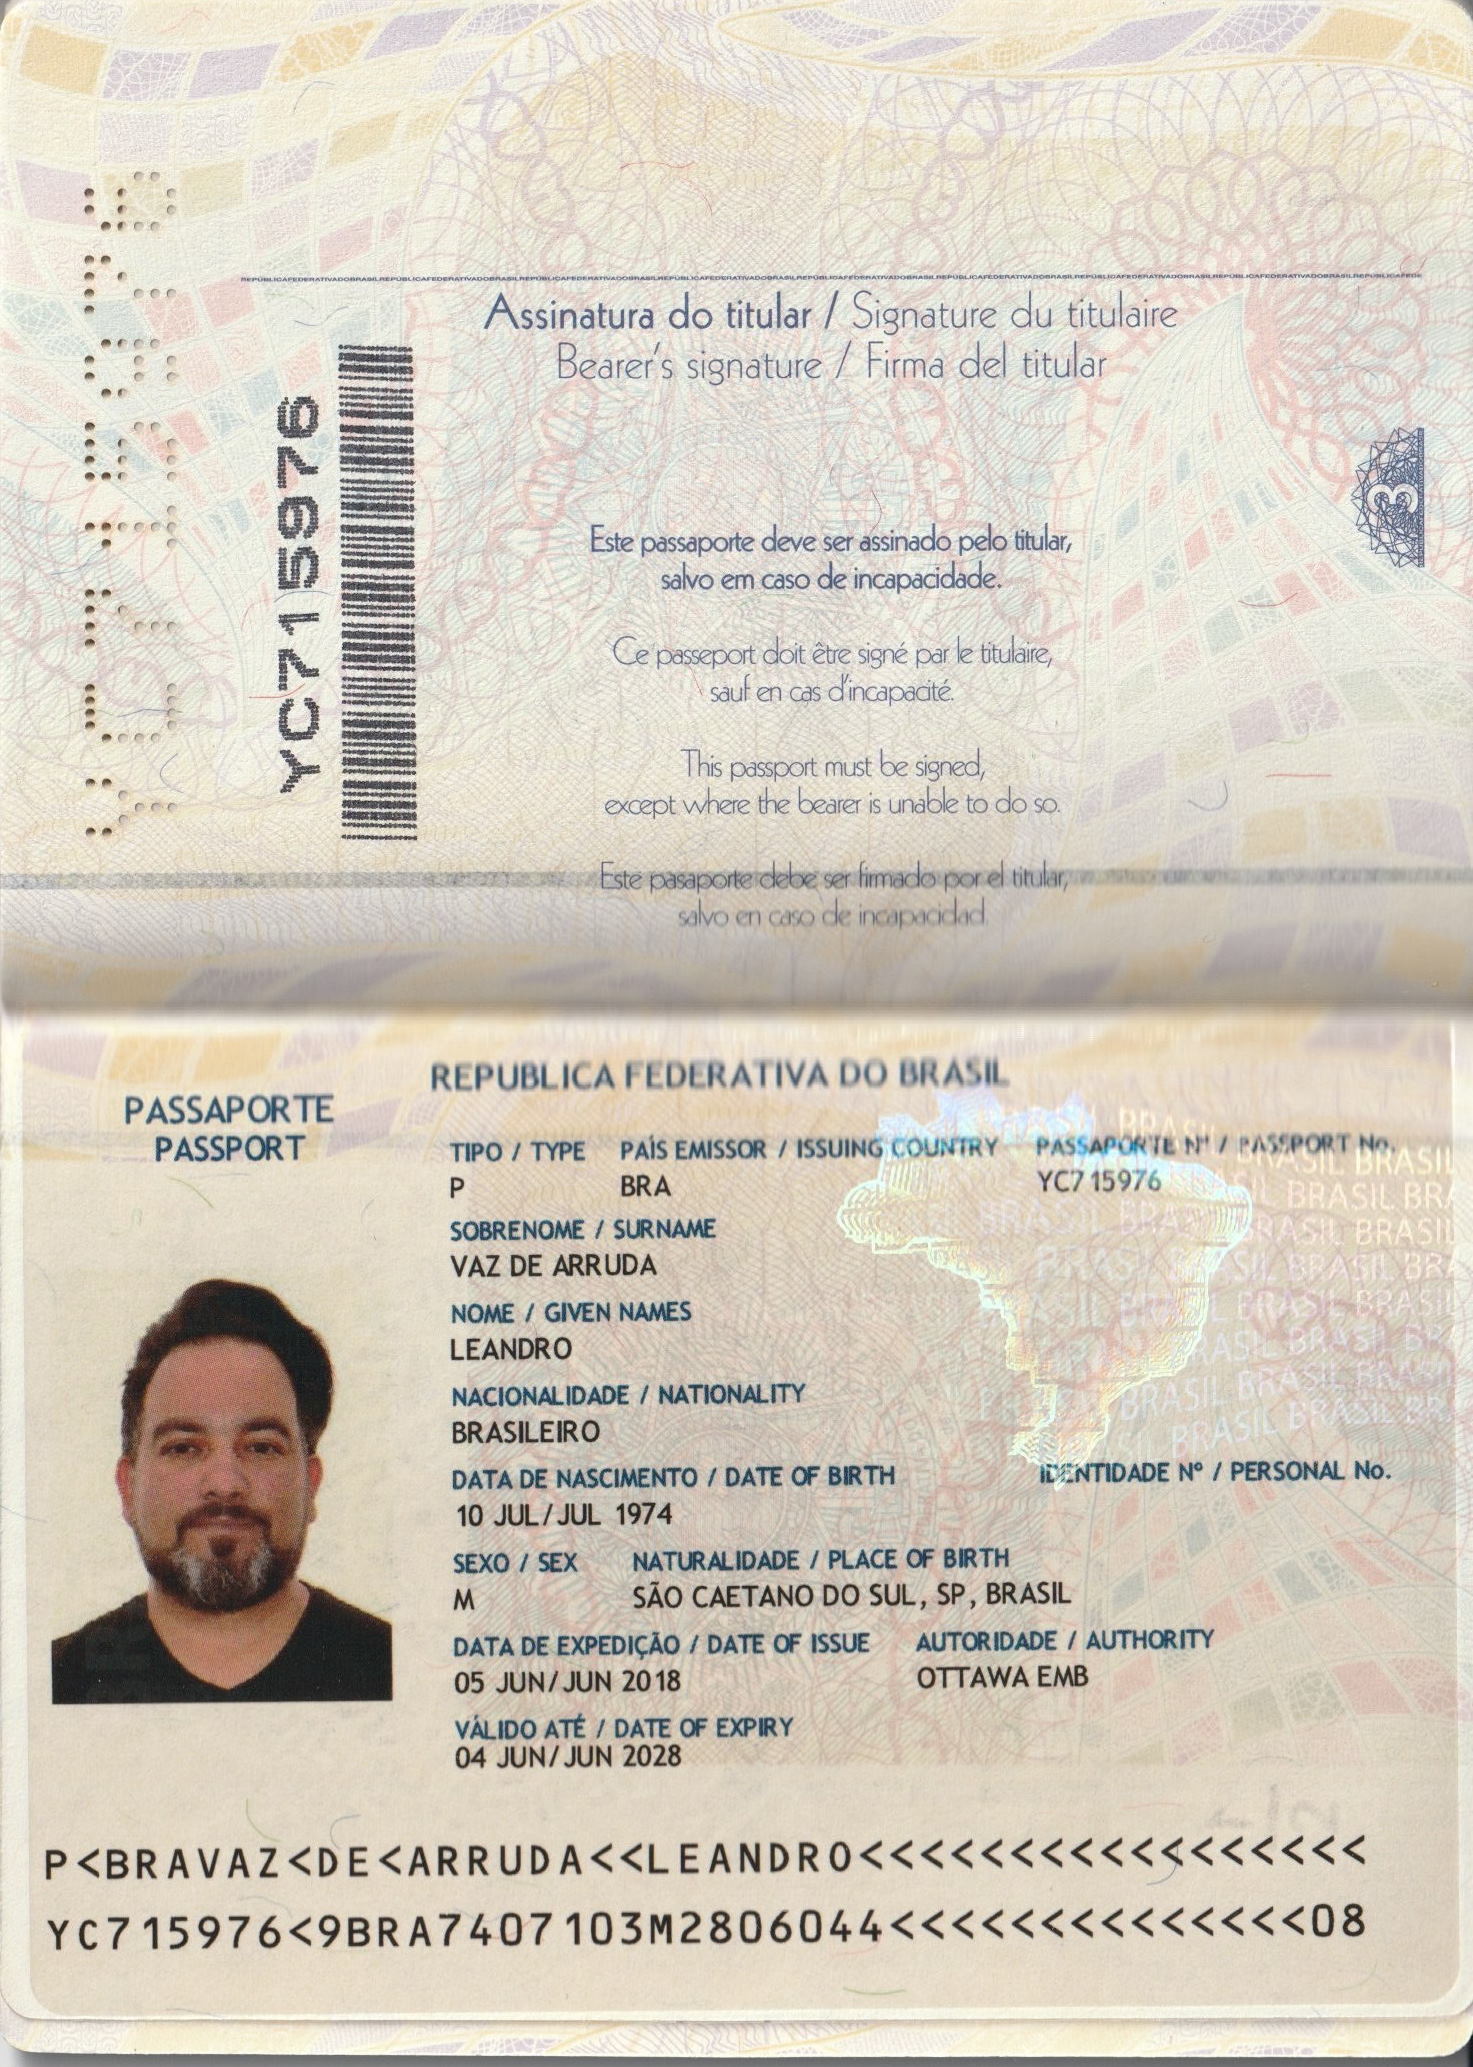 REPÚBLICAFEDERATIVADOBRASILREPÚBLICAFEDERATIVADOBRASILREPÚBLICAFEDERATIVADOBRASILREPÚBLICAFEDERATIVADOBRASILREPÚBLICAFEDERATIVADOBRASILREPÚBLICAFEDERATIVADOBRASILREPÚBLICAFEDERATIVADOBRASILREPÚBLICAFEDERATIVADOBRASILREPÚBLICAFEDE
Assinatura do titular / Signature du titulaire
Bearer's signature / Firma del titular
YC715976
YC715976
3
Este passaporte deve ser assinado pelo titular,
salvo em caso de incapacidade.
Ce passeport doit être signé par le titulaire,
sauf en cas d'incapacité.
This passport must be signed,
except where the bearer is unable to do so.
Este pasaporte debe ser firmado por el titular,
salvo en caso de incapacidad.
REPÚBLICA FEDERATIVA DO BRASIL
PASSAPORTE
PASSPORT
TIPO / TYPE PAÍS EMISSOR / ISSUING COUNTRY PASSAPORTE Nº / PASSPORT No.
P BRA YC715976
SOBRENOME / SURNAME
VAZ DE ARRUDA
NOME / GIVEN NAMES
LEANDRO
NACIONALIDADE / NATIONALITY
BRASILEIRO
DATA DE NASCIMENTO / DATE OF BIRTH IDENTIDADE Nº / PERSONAL No.
10 JUL/JUL 1974
SEXO / SEX NATURALIDADE / PLACE OF BIRTH
M SÃO CAETANO DO SUL, SP, BRASIL
DATA DE EXPEDIÇÃO / DATE OF ISSUE AUTORIDADE / AUTHORITY
05 JUN/JUN 2018 OTTAWA EMB
VÁLIDO ATÉ / DATE OF EXPIRY
04 JUN/JUN 2028
P<BRAVAZ<DE<ARRUDA<<LEANDRO<<<<<<<<<<<<<<<<<
YC715976<9BRA7407103M2806044<<<<<<<<<<<<<<08